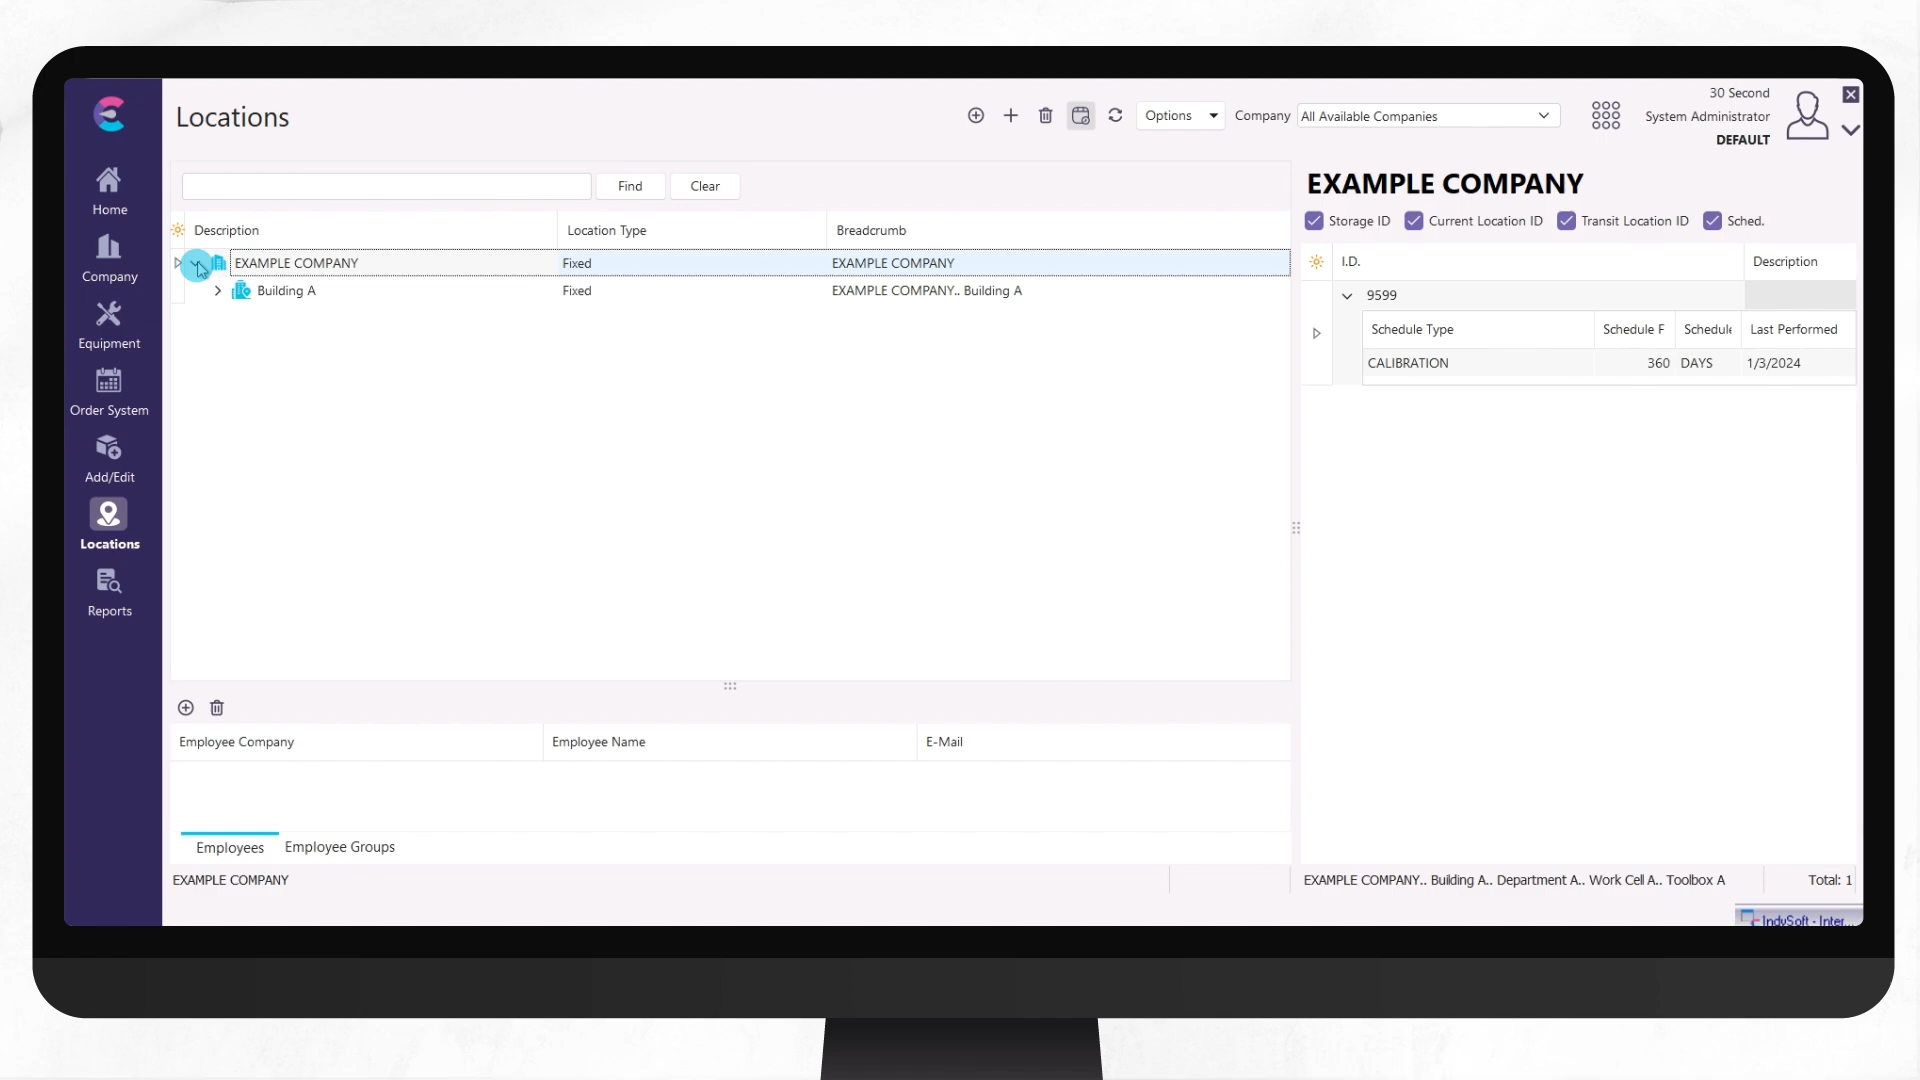 Locations
Options
Company
All Available Companies
30 Second
System Administrator
DEFAULT
Home
Company
Equipment
Order System
Add/Edit
Locations
Reports
Find
Clear
Description
Location Type
Breadcrumb
EXAMPLE COMPANY
Fixed
EXAMPLE COMPANY
Building A
Fixed
EXAMPLE COMPANY.. Building A
Employee Company
Employee Name
E-Mail
Employees
Employee Groups
EXAMPLE COMPANY
EXAMPLE COMPANY
Storage ID
Current Location ID
Transit Location ID
Sched.
I.D.
Description
9599
Schedule Type
Schedule F
Schedule
Last Performed
CALIBRATION
360
DAYS
1/3/2024
EXAMPLE COMPANY.. Building A.. Department A.. Work Cell A.. Toolbox A
Total: 1
IndySoft - Inter...